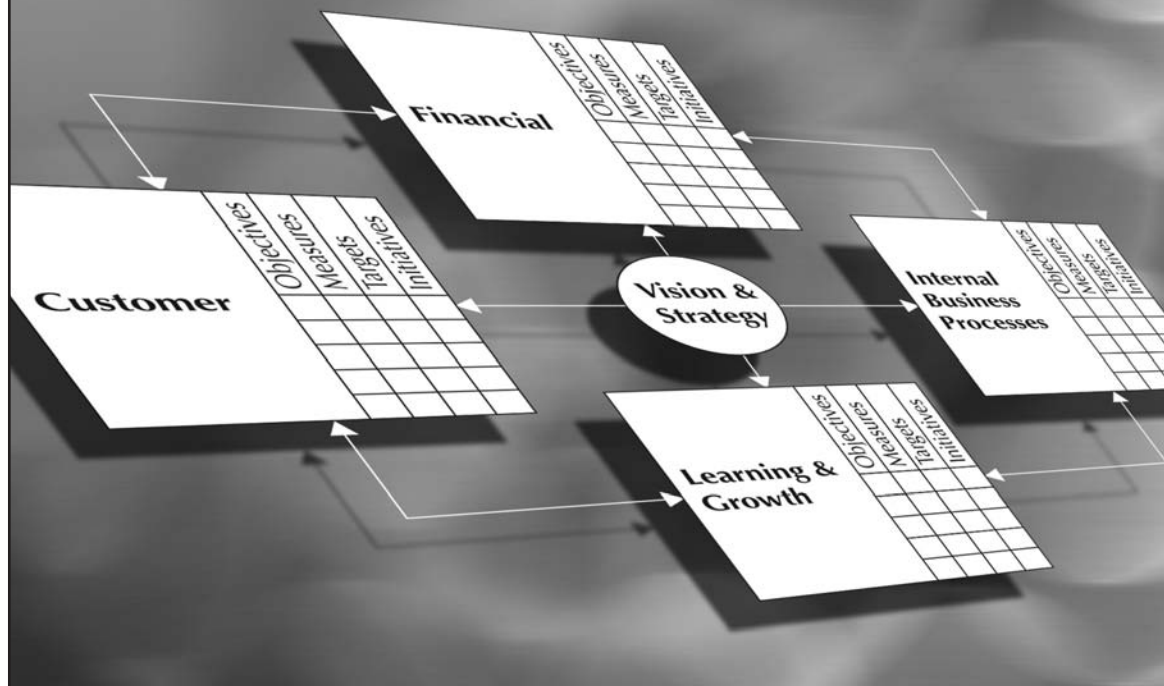 Financial
Objectives
Measures
Targets
Initiatives
Customer
Objectives
Measures
Targets
Initiatives
Vision &
Strategy
Internal
Business
Processes
Objectives
Measures
Targets
Initiatives
Learning &
Growth
Objectives
Measures
Targets
Initiatives